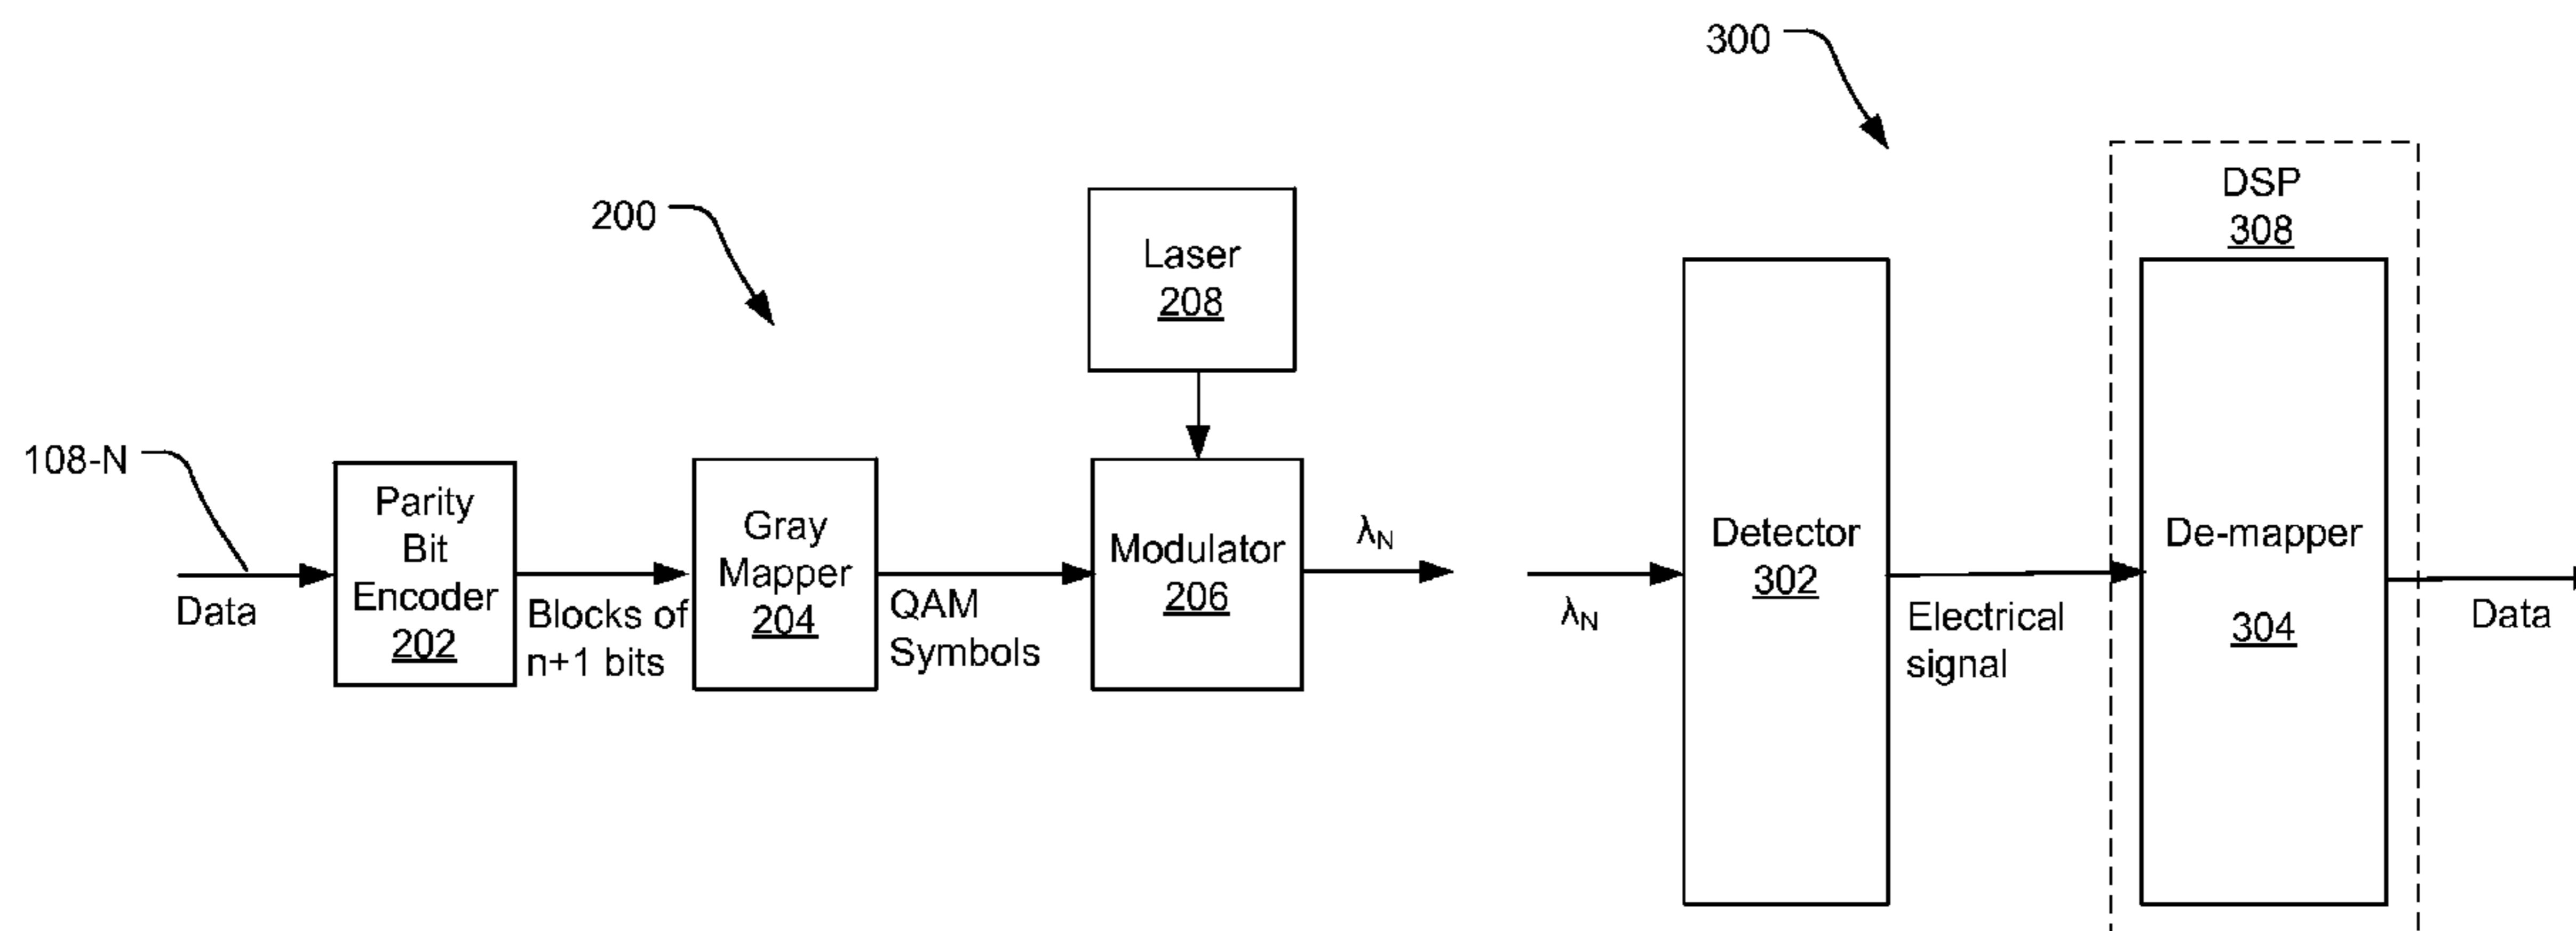 300
200
DSP
308
Laser
208
108-N
Parity
Bit
Encoder
202
Data
Blocks of
n+1 bits
Gray
Mapper
204
QAM
Symbols
Modulator
206
λN
λN
Detector
302
Electrical
signal
De-mapper
304
Data